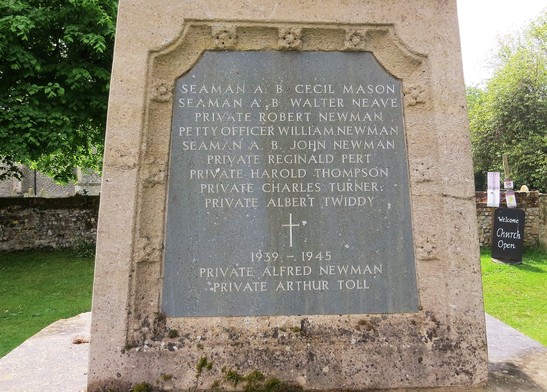 SEAMAN A. B. CECIL MASON
SEAMAN A. B. WALTER NEAVE
PRIVATE ROBERT NEWMAN
PETTY OFFICER WILLIAM NEWMAN
SEAMAN A. B. JOHN NEWMAN
PRIVATE REGINALD PERT
PRIVATE HAROLD THOMPSON
PRIVATE CHARLES TURNER
PRIVATE ALBERT TWIDDY
1939 - 1945
PRIVATE ALFRED NEWMAN
PRIVATE ARTHUR TOLL
Welcome
Church
Open